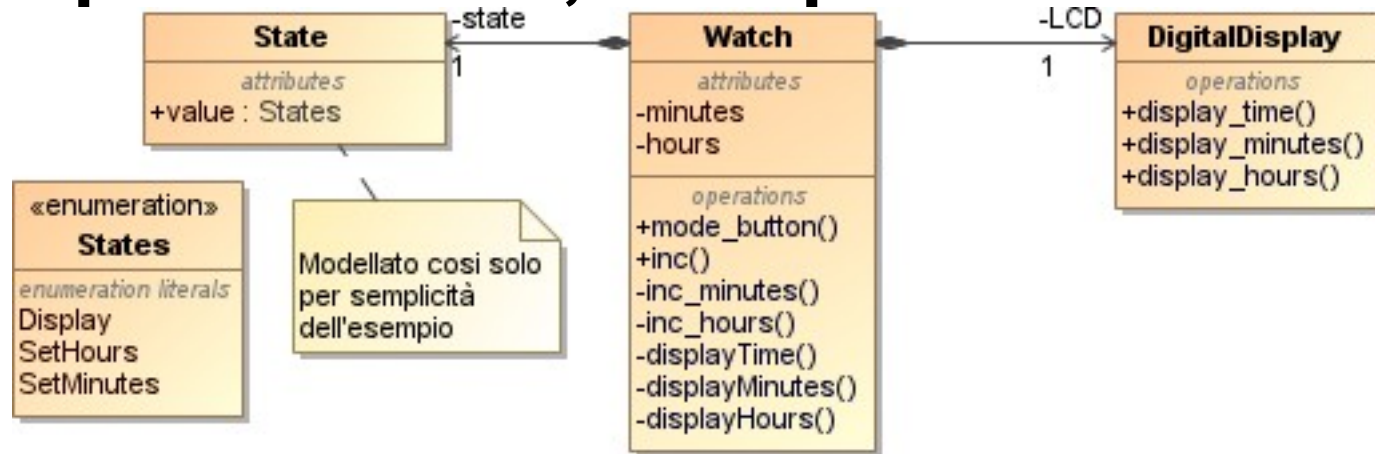 State
attributes
+value : States
-state
1
Watch
attributes
-minutes
-hours
operations
+mode_button()
+inc()
-inc_minutes()
-inc_hours()
-displayTime()
-displayMinutes()
-displayHours()
-LCD
1
DigitalDisplay
operations
+display_time()
+display_minutes()
+display_hours()
«enumeration»
States
enumeration literals
Display
SetHours
SetMinutes
Modellato cosi solo
per semplicità
dell'esempio